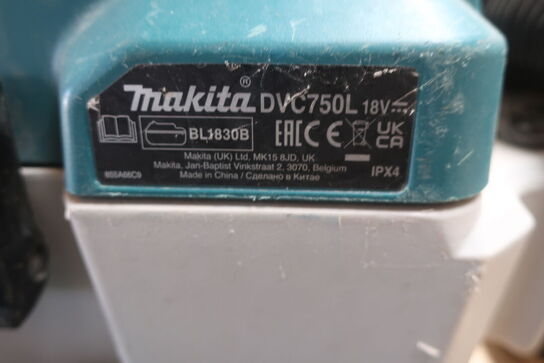 makita® DVC750L 18V⎓
BL1830B
EAC CE UK CA
Makita (UK) Ltd, MK15 8JD, UK
Makita, Jan-Baptist Vinkstraat 2, 3070, Belgium
Made in China / Сделано в Китае
IPX4